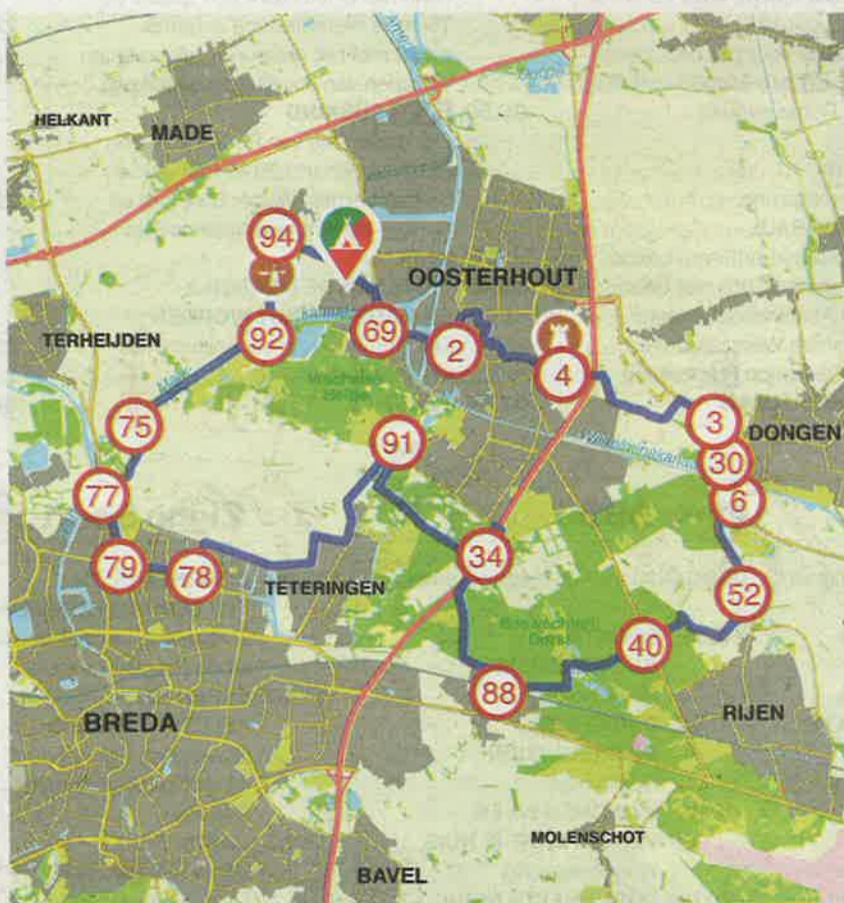 HELKANT
MADE
94
OOSTERHOUT
TERHEIJDEN
92
69
2
4
75
91
3
DONGEN
Wilhelminakanaal
30
77
6
34
79
78
TETERINGEN
52
40
88
RIJEN
BREDA
MOLENSCHOT
BAVEL